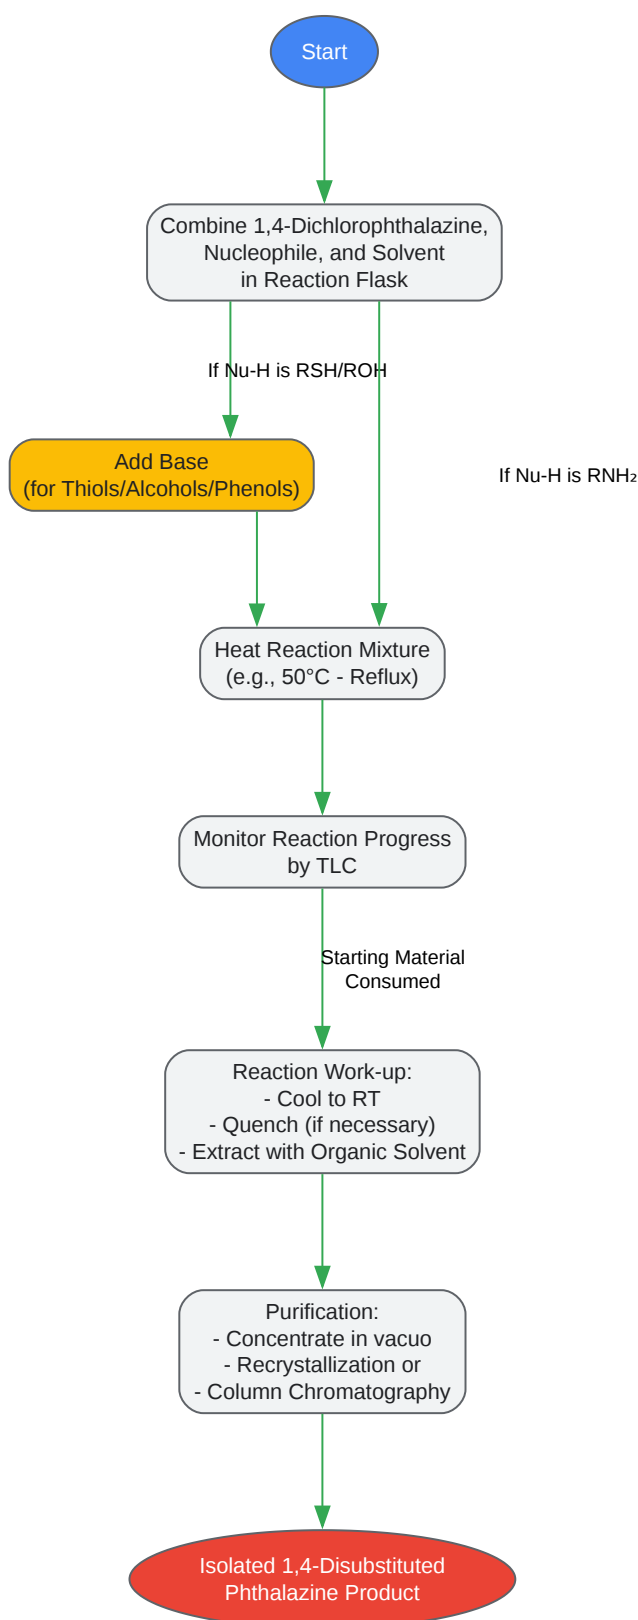 Start
Combine 1,4-Dichlorophthalazine,
Nucleophile, and Solvent
in Reaction Flask
If Nu-H is RSH/ROH
Add Base
(for Thiols/Alcohols/Phenols)
If Nu-H is RNH₂
Heat Reaction Mixture
(e.g., 50°C - Reflux)
Monitor Reaction Progress
by TLC
Starting Material
Consumed
Reaction Work-up:
- Cool to RT
- Quench (if necessary)
- Extract with Organic Solvent
Purification:
- Concentrate in vacuo
- Recrystallization or
- Column Chromatography
Isolated 1,4-Disubstituted
Phthalazine Product